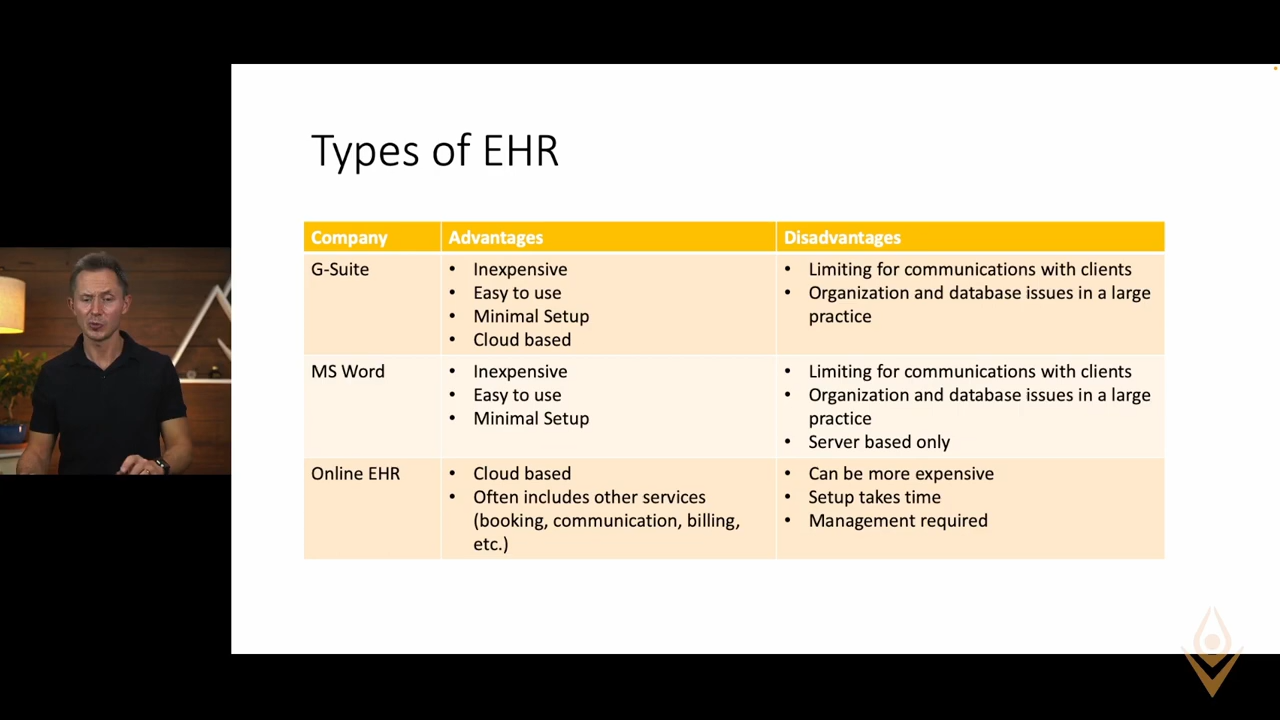 Types of EHR
Company
Advantages
Disadvantages
G-Suite
• Inexpensive
• Easy to use
• Minimal Setup
• Cloud based
• Limiting for communications with clients
• Organization and database issues in a large
practice
MS Word
• Inexpensive
• Easy to use
• Minimal Setup
• Limiting for communications with clients
• Organization and database issues in a large
practice
• Server based only
Online EHR
• Cloud based
• Often includes other services
(booking, communication, billing,
etc.)
• Can be more expensive
• Setup takes time
• Management required